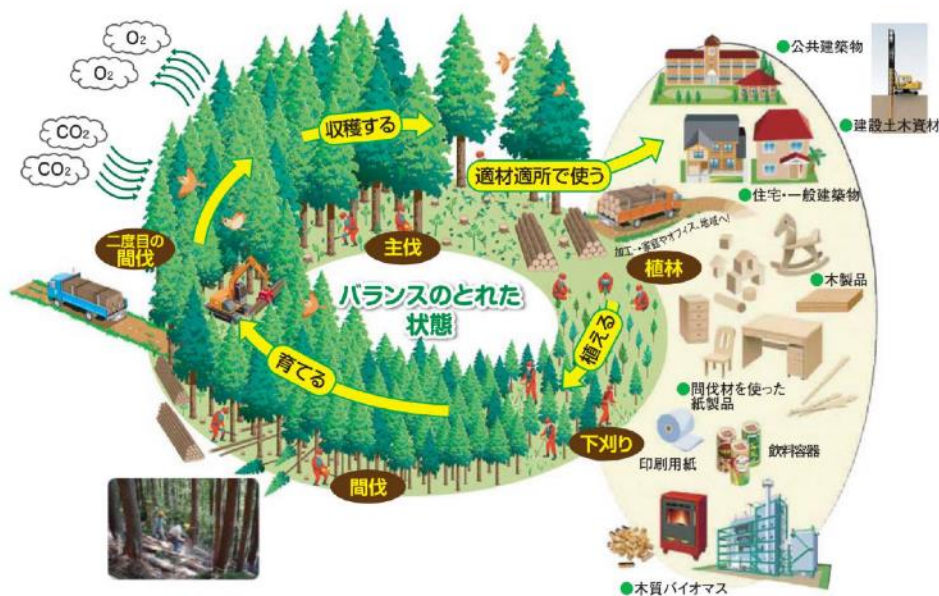 O₂
O₂
CO₂
CO₂
収穫する
適材適所で使う
二度目の
間伐
主伐
バランスのとれた
状態
植林
植える
育てる
下刈り
間伐
加工→家庭やオフィス、地域へ!
●公共建築物
●建設土木資材
●住宅・一般建築物
●木製品
●間伐材を使った
紙製品
印刷用紙
飲料容器
●木質バイオマス